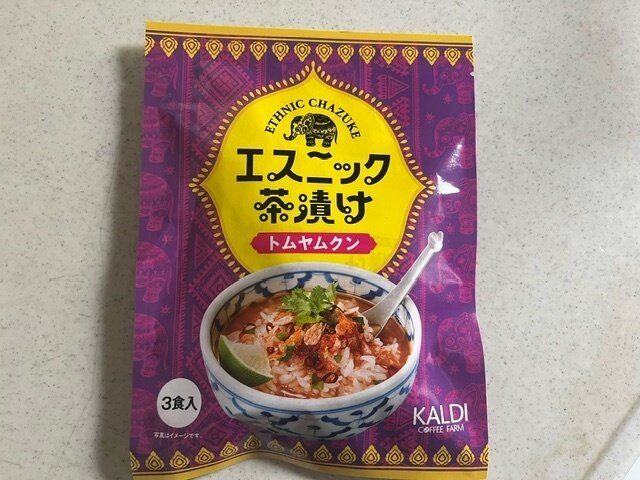 ETHNIC CHAZUKE
エスニック
茶漬け
トムヤムクン
3食入
写真はイメージです。
KALDI
COFFEE FARM